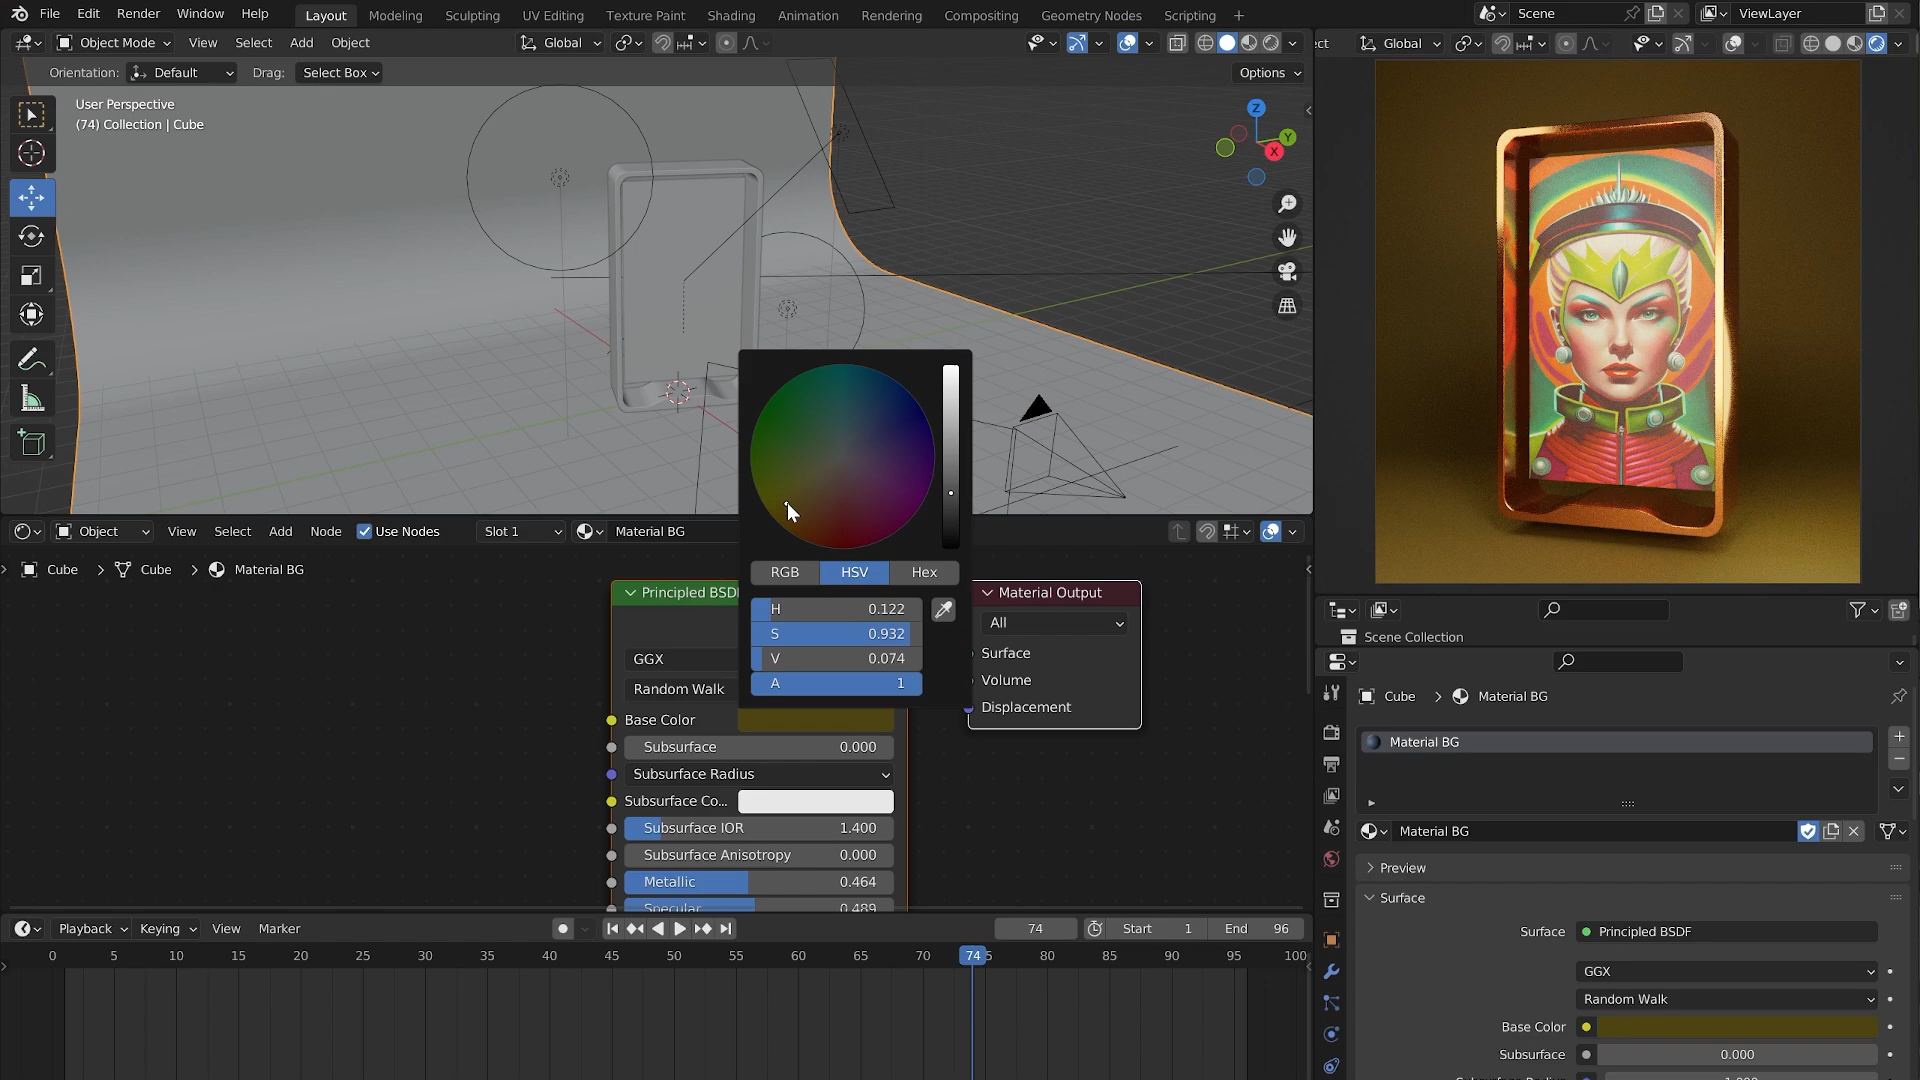 File Edit Render Window Help Layout Modeling Sculpting UV Editing Texture Paint Shading Animation Rendering Compositing Geometry Nodes Scripting + Scene ViewLayer
Object Mode View Select Add Object Global ct Global
Orientation: Default Drag: Select Box Options
User Perspective
(74) Collection | Cube
Z
Y
X
Object View Select Add Node Use Nodes Slot 1 Material BG
Cube Cube Material BG
RGB HSV Hex
H 0.122
S 0.932
V 0.074
A 1
Principled BSD
GGX
Random Walk
Base Color
Subsurface 0.000
Subsurface Radius
Subsurface Co...
Subsurface IOR 1.400
Subsurface Anisotropy 0.000
Metallic 0.464
Specular 0.489
Material Output
All
Surface
Volume
Displacement
Playback Keying View Marker 74 Start 1 End 96
0 5 10 15 20 25 30 35 40 45 50 55 60 65 70 74 5 80 85 90 95 100
Scene Collection
Cube Material BG
Material BG
Material BG
Preview
Surface
Surface Principled BSDF
GGX
Random Walk
Base Color
Subsurface 0.000